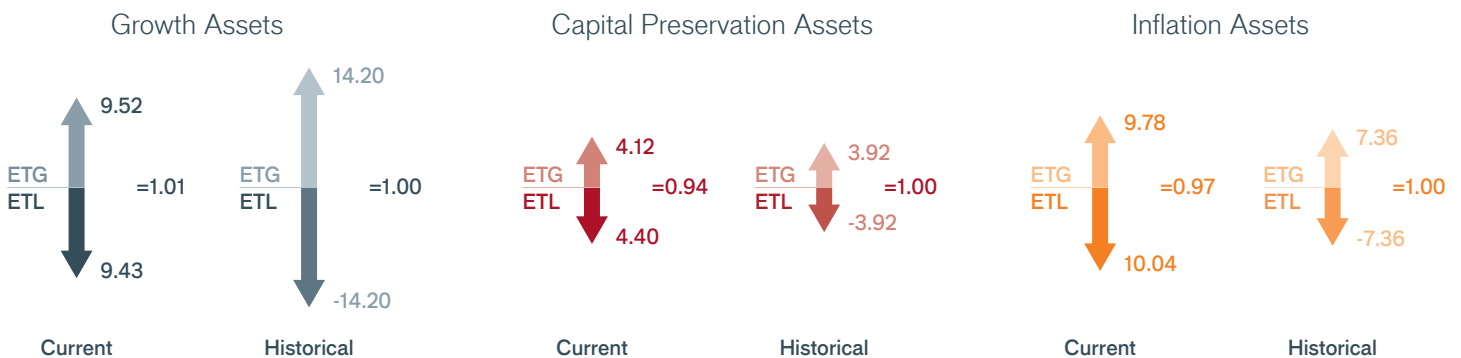 Growth Assets
9.52
ETG
ETL
=1.01
9.43
Current
14.20
ETG
ETL
=1.00
-14.20
Historical
Capital Preservation Assets
4.12
ETG
ETL
=0.94
4.40
Current
3.92
ETG
ETL
=1.00
-3.92
Historical
Inflation Assets
9.78
ETG
ETL
=0.97
10.04
Current
7.36
ETG
ETL
=1.00
-7.36
Historical